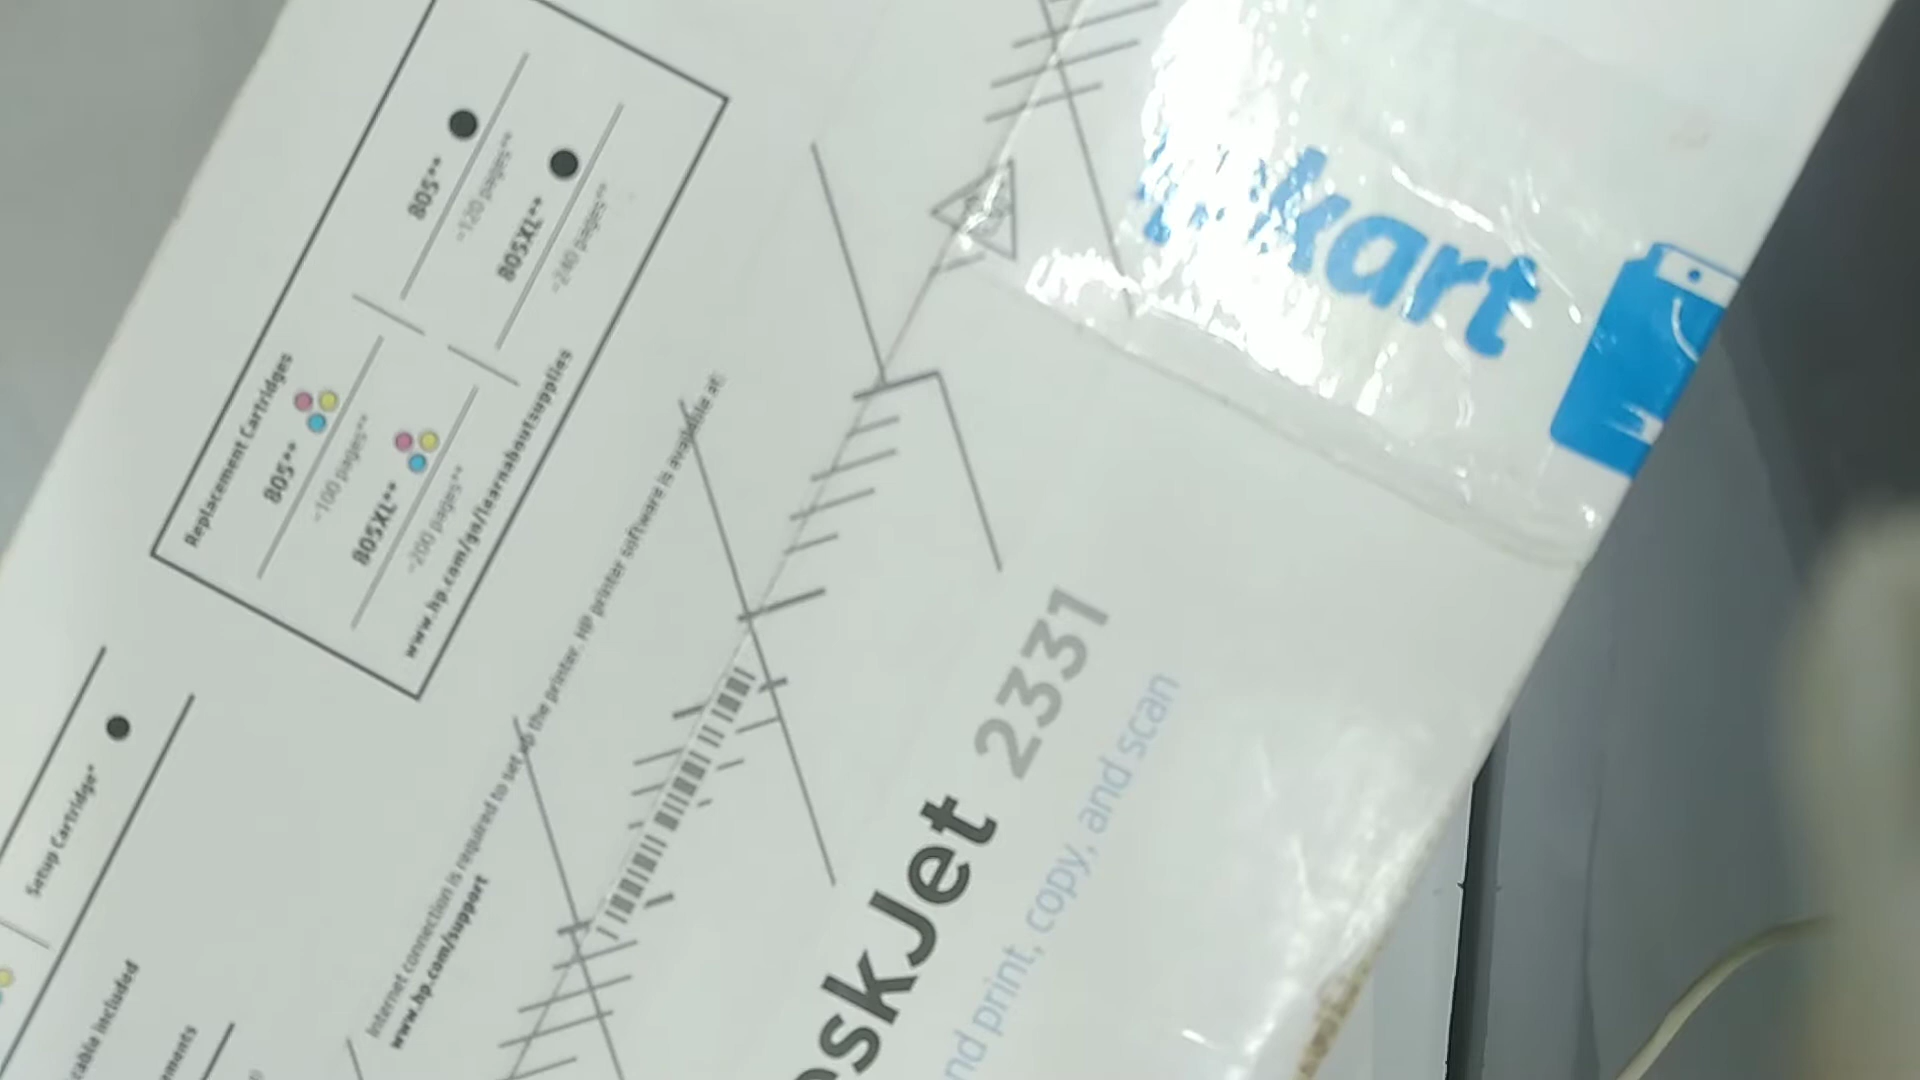 Replacement Cartridges
805**
~120 pages**
805XL**
~240 pages**
805**
~100 pages**
805XL**
~200 pages**
www.hp.com/go/learnaboutsupplies
Setup Cartridge*
cable included
Internet connection is required to set up the printer. HP printer software is available at:
www.hp.com/support
eskJet 2331
nd print, copy, and scan
kart